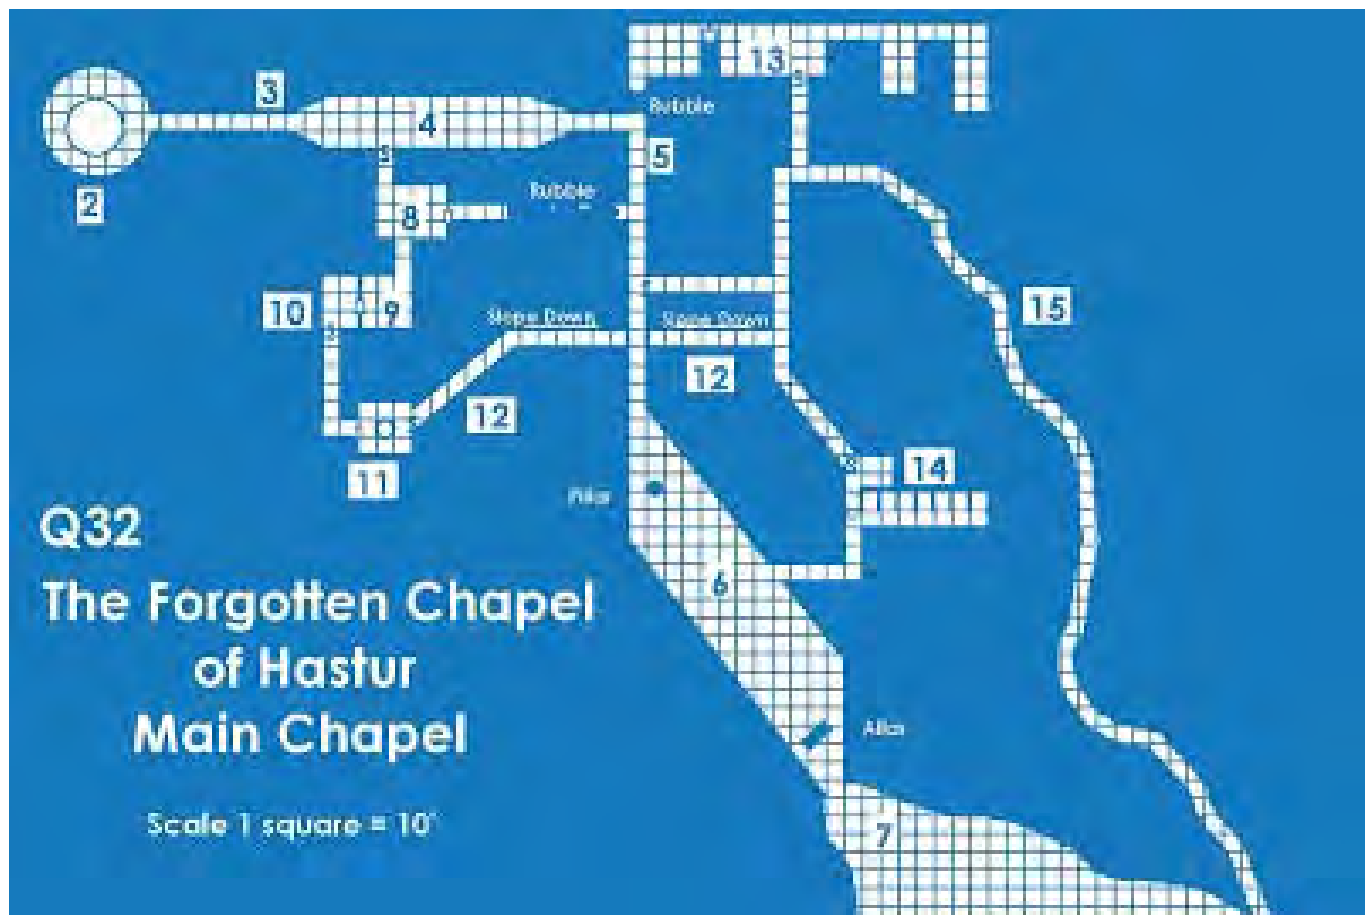 13
3
Rubble
4
5
2
Rubble
8
10
9
15
Slope Down
Slope Down
12
12
11
14
Pillar
Q32
The Forgotten Chapel
of Hastur
Main Chapel
6
Altar
Scale 1 square = 10'
7